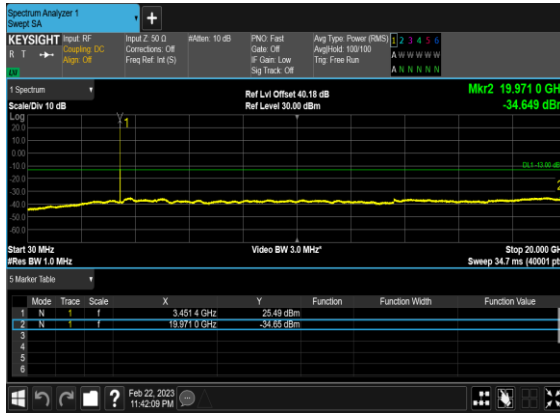 Spectrum Analyzer 1
Swept SA
+
KEYSIGHT Input: RF Input Z: 50 Ω #Atten: 10 dB PNO: Fast Avg Type: Power (RMS) 1 2 3 4 5 6
R T Coupling: DC Corrections: Off Gate: Off Avg|Hold: 100/100 A W W W W W
Align: Off Freq Ref: Int (S) IF Gain: Low Trig: Free Run
LXI Sig Track: Off A N N N N N
1 Spectrum Ref Lvl Offset 40.18 dB Mkr2 19.971 0 GH
Scale/Div 10 dB Ref Level 30.00 dBm -34.649 dBm
Log
1
20.0
10.0
0.00
-10.0 DL1 -13.00 dB
-20.0
-30.0 2
-40.0
-50.0
-60.0
Start 30 MHz Video BW 3.0 MHz* Stop 20.000 GH
#Res BW 1.0 MHz Sweep 34.7 ms (40001 pt
5 Marker Table
Mode Trace Scale X Y Function Function Width Function Value
1 N 1 f 3.451 4 GHz 25.49 dBm
2 N 1 f 19.971 0 GHz -34.65 dBm
3
4
5
6
? Feb 22, 2023
11:42:09 PM